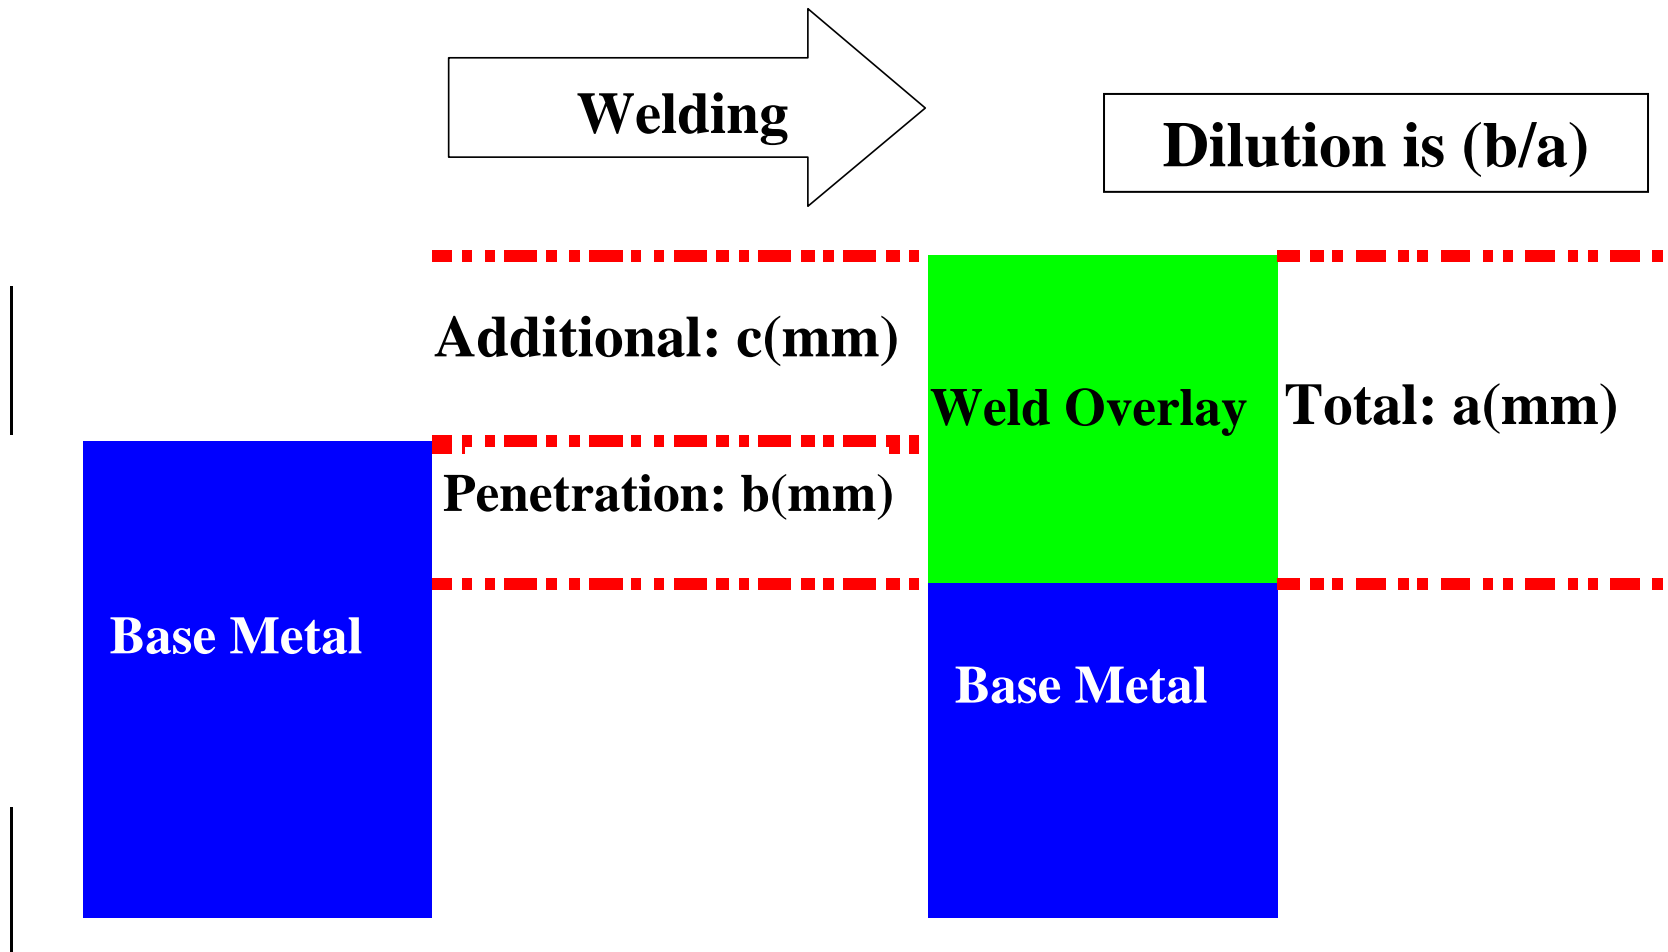 Welding
Dilution is (b/a)
Additional: c(mm)
Weld Overlay
Total: a(mm)
Penetration: b(mm)
Base Metal
Base Metal